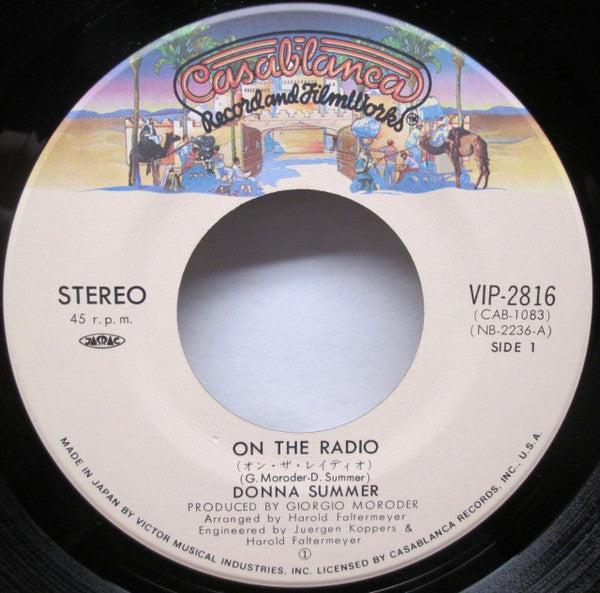 Casablanca
Record and FilmWorks™
STEREO
45 r.p.m.
JASRAC
VIP-2816
(CAB-1083)
(NB-2236-A)
SIDE 1
ON THE RADIO
(オン・ザ・レイディオ)
(G. Moroder-D. Summer)
DONNA SUMMER
PRODUCED BY GIORGIO MORODER
Arranged by Harold Faltermeyer
Engineered by Juergen Koppers &
Harold Faltermeyer
①
MADE IN JAPAN BY VICTOR MUSICAL INDUSTRIES, INC. LICENSED BY CASABLANCA RECORDS, INC., U.S.A.